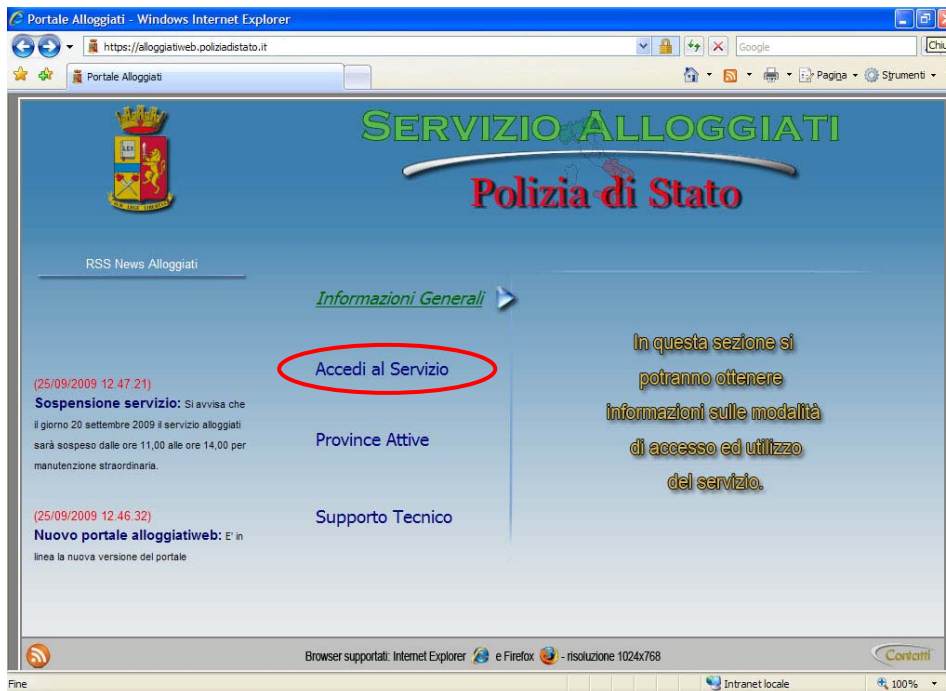 Portale Alloggiati - Windows Internet Explorer
https://alloggiatiweb.poliziadistato.it
Google
Chiu
Portale Alloggiati
Pagina
Strumenti
SERVIZIO ALLOGGIATI
Polizia di Stato
RSS News Alloggiati
(25/09/2009 12.47.21)
Sospensione servizio: Si avvisa che
il giorno 20 settembre 2009 il servizio alloggiati
sarà sospeso dalle ore 11,00 alle ore 14,00 per
manutenzione straordinaria.
(25/09/2009 12.46.32)
Nuovo portale alloggiatiweb: E' in
linea la nuova versione del portale
Informazioni Generali
Accedi al Servizio
Province Attive
Supporto Tecnico
In questa sezione si
potranno ottenere
informazioni sulle modalità
di accesso ed utilizzo
del servizio.
Browser supportati: Internet Explorer e Firefox - risoluzione 1024x768
Contatti
Fine
Intranet locale
100%